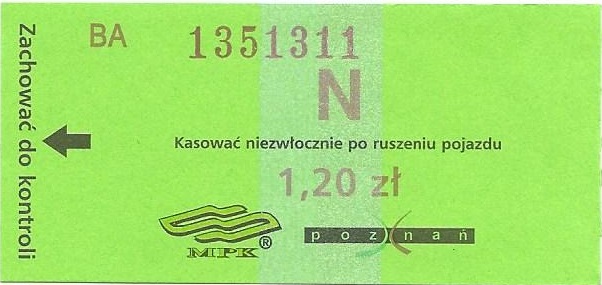 Zachować do kontroli
BA 1351311
N
Kasować niezwłocznie po ruszeniu pojazdu
1,20 zł
MPK®
poznań